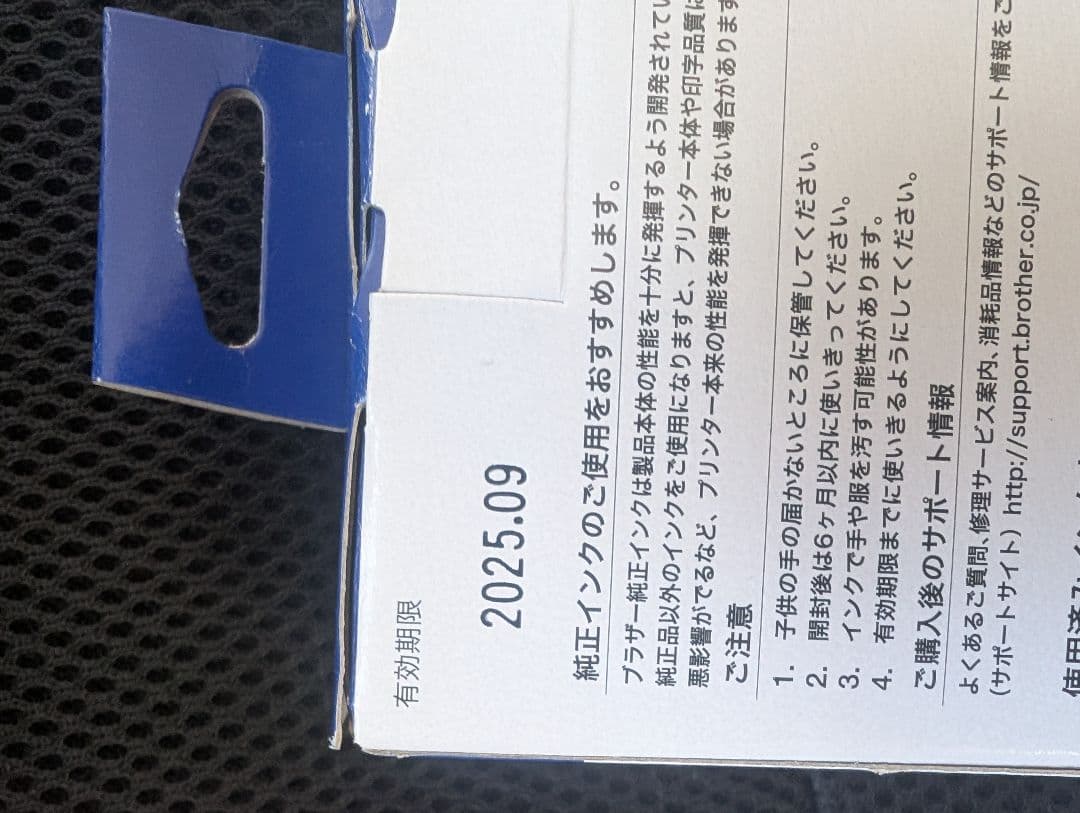 有効期限
2025.09
純正インクのご使用をおすすめします。
ブラザー純正インクは製品本体の性能を十分に発揮するよう開発されてい
純正品以外のインクをご使用になりますと、プリンター本体や印字品質に
悪影響がでるなど、プリンター本来の性能を発揮できない場合があります
ご注意
1. 子供の手の届かないところに保管してください。
2. 開封後は6ヶ月以内に使いきってください。
3. インクで手や服を汚す可能性があります。
4. 有効期限までに使いきるようにしてください。
ご購入後のサポート情報
よくあるご質問、修理サービス案内、消耗品情報などのサポート情報をご
(サポートサイト) http://support.brother.co.jp/
使用済み